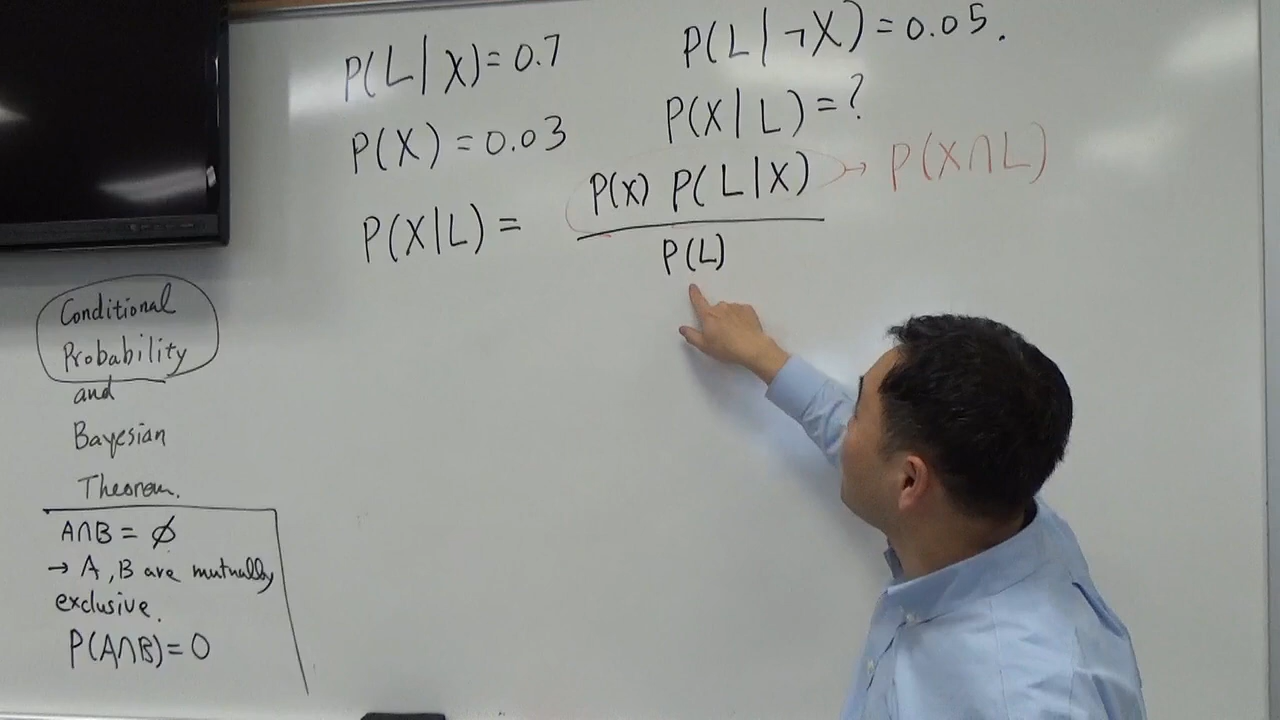 P(L|X)=0.7
P(L|¬X)=0.05.
P(X)=0.03
P(X|L)=?
P(X) P(L|X) → P(X∩L)
P(X|L) =
P(L)
Conditional
Probability
and
Bayesian
Theorem.
A∩B = ∅
→ A, B are mutually
exclusive.
P(A∩B)=0